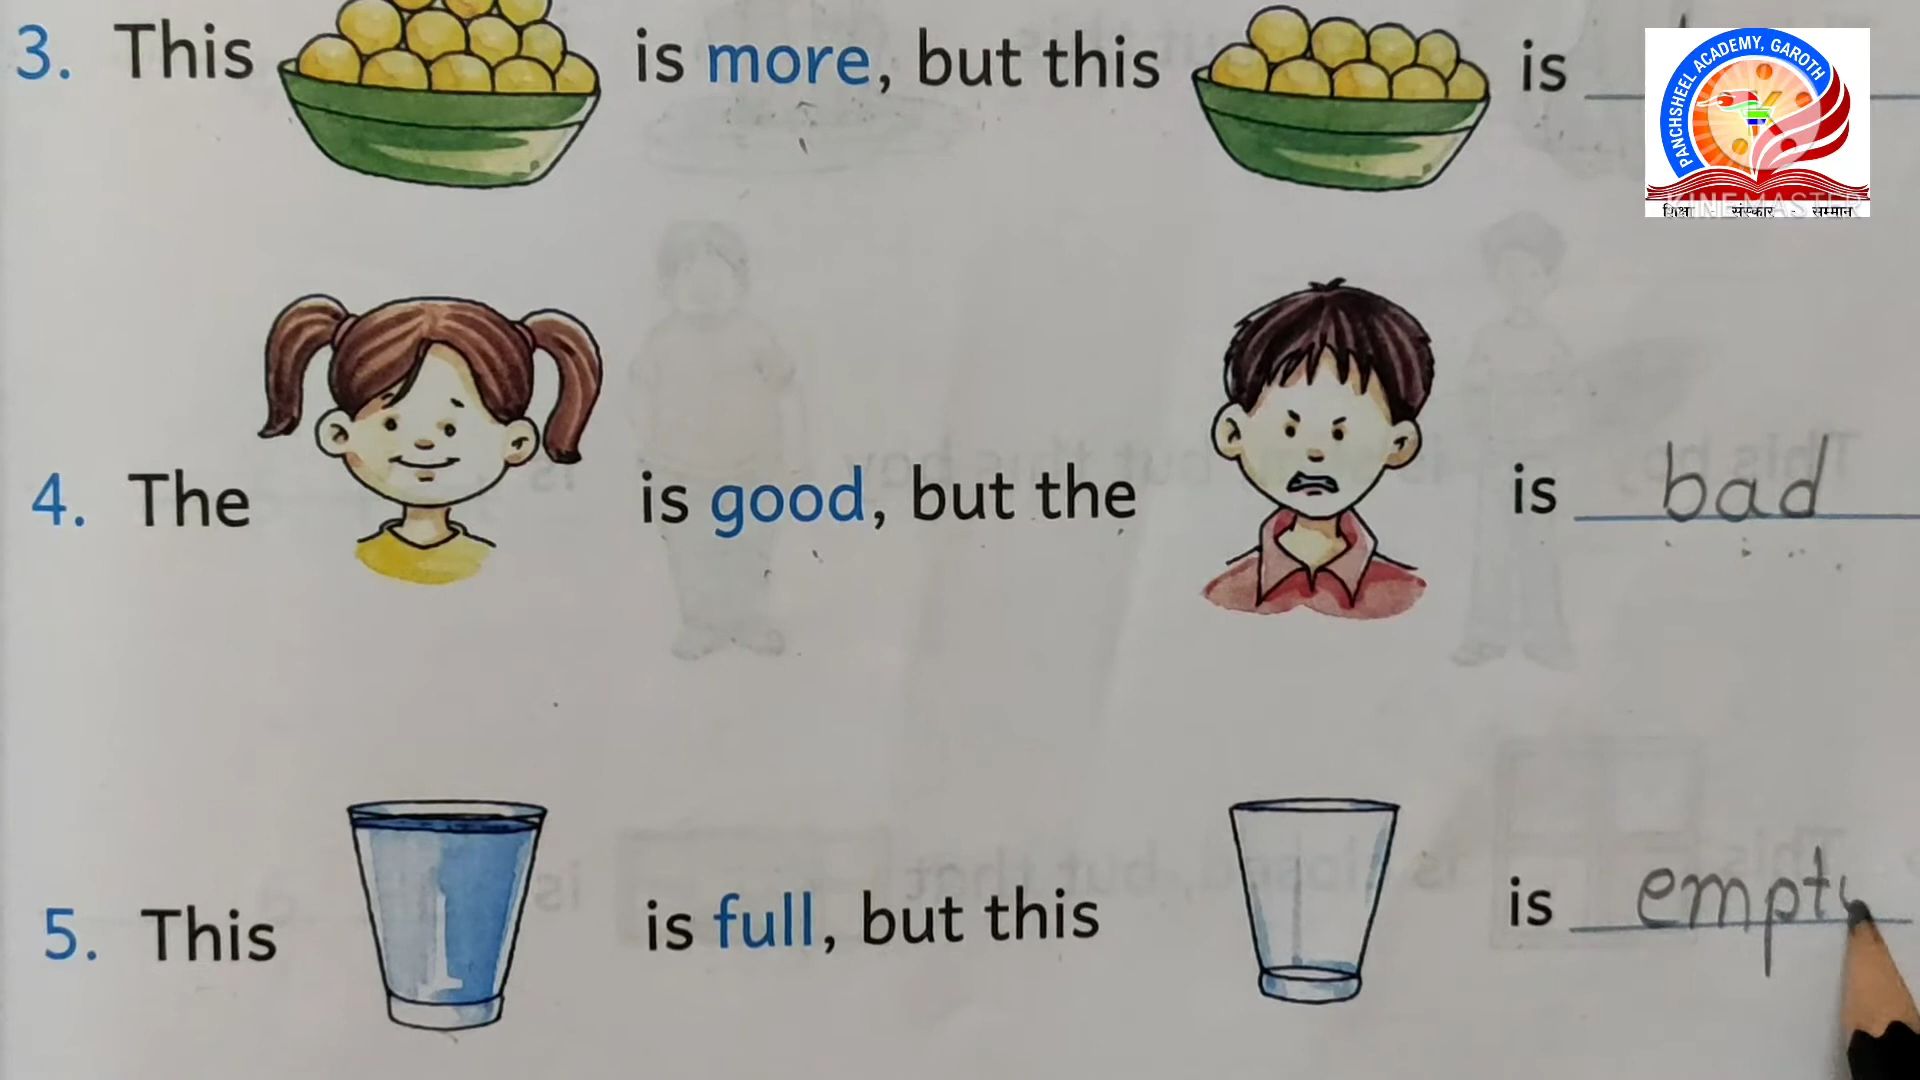 3. This is more, but this is
PANCHSHEEL ACADEMY, GAROTH
KINEMASTER
शिक्षा - संस्कार - सम्मान
4. The is good, but the is bad
5. This is full, but this is empty